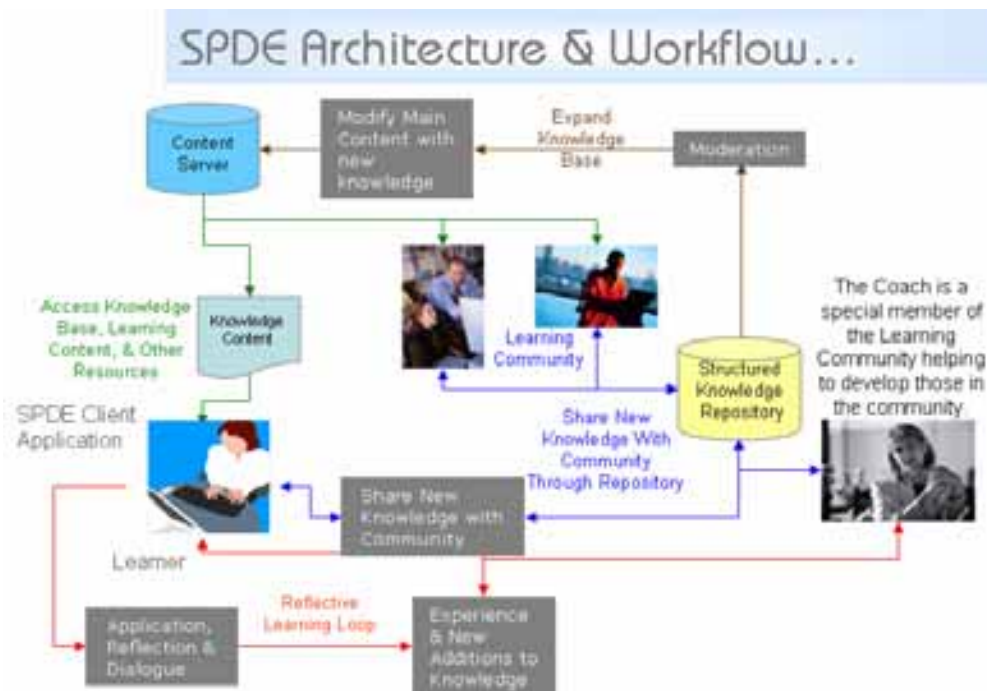 SPDE Architecture & Workflow...
Content
Server
Modify Main
Content with
new
knowledge
Expand
Knowledge
Base
Moderation
Access Knowledge
Base, Learning
Content, & Other
Resources
Knowledge
Content
Learning
Community
Structured
Knowledge
Repository
The Coach is a
special member of
the Learning
Community helping
to develop those in
the community
SPDE Client
Application
Share New
Knowledge With
Community
Through Repository
Share New
Knowledge with
Community
Learner
Application,
Reflection &
Dialogue
Reflective
Learning Loop
Experience
& New
Additions to
Knowledge